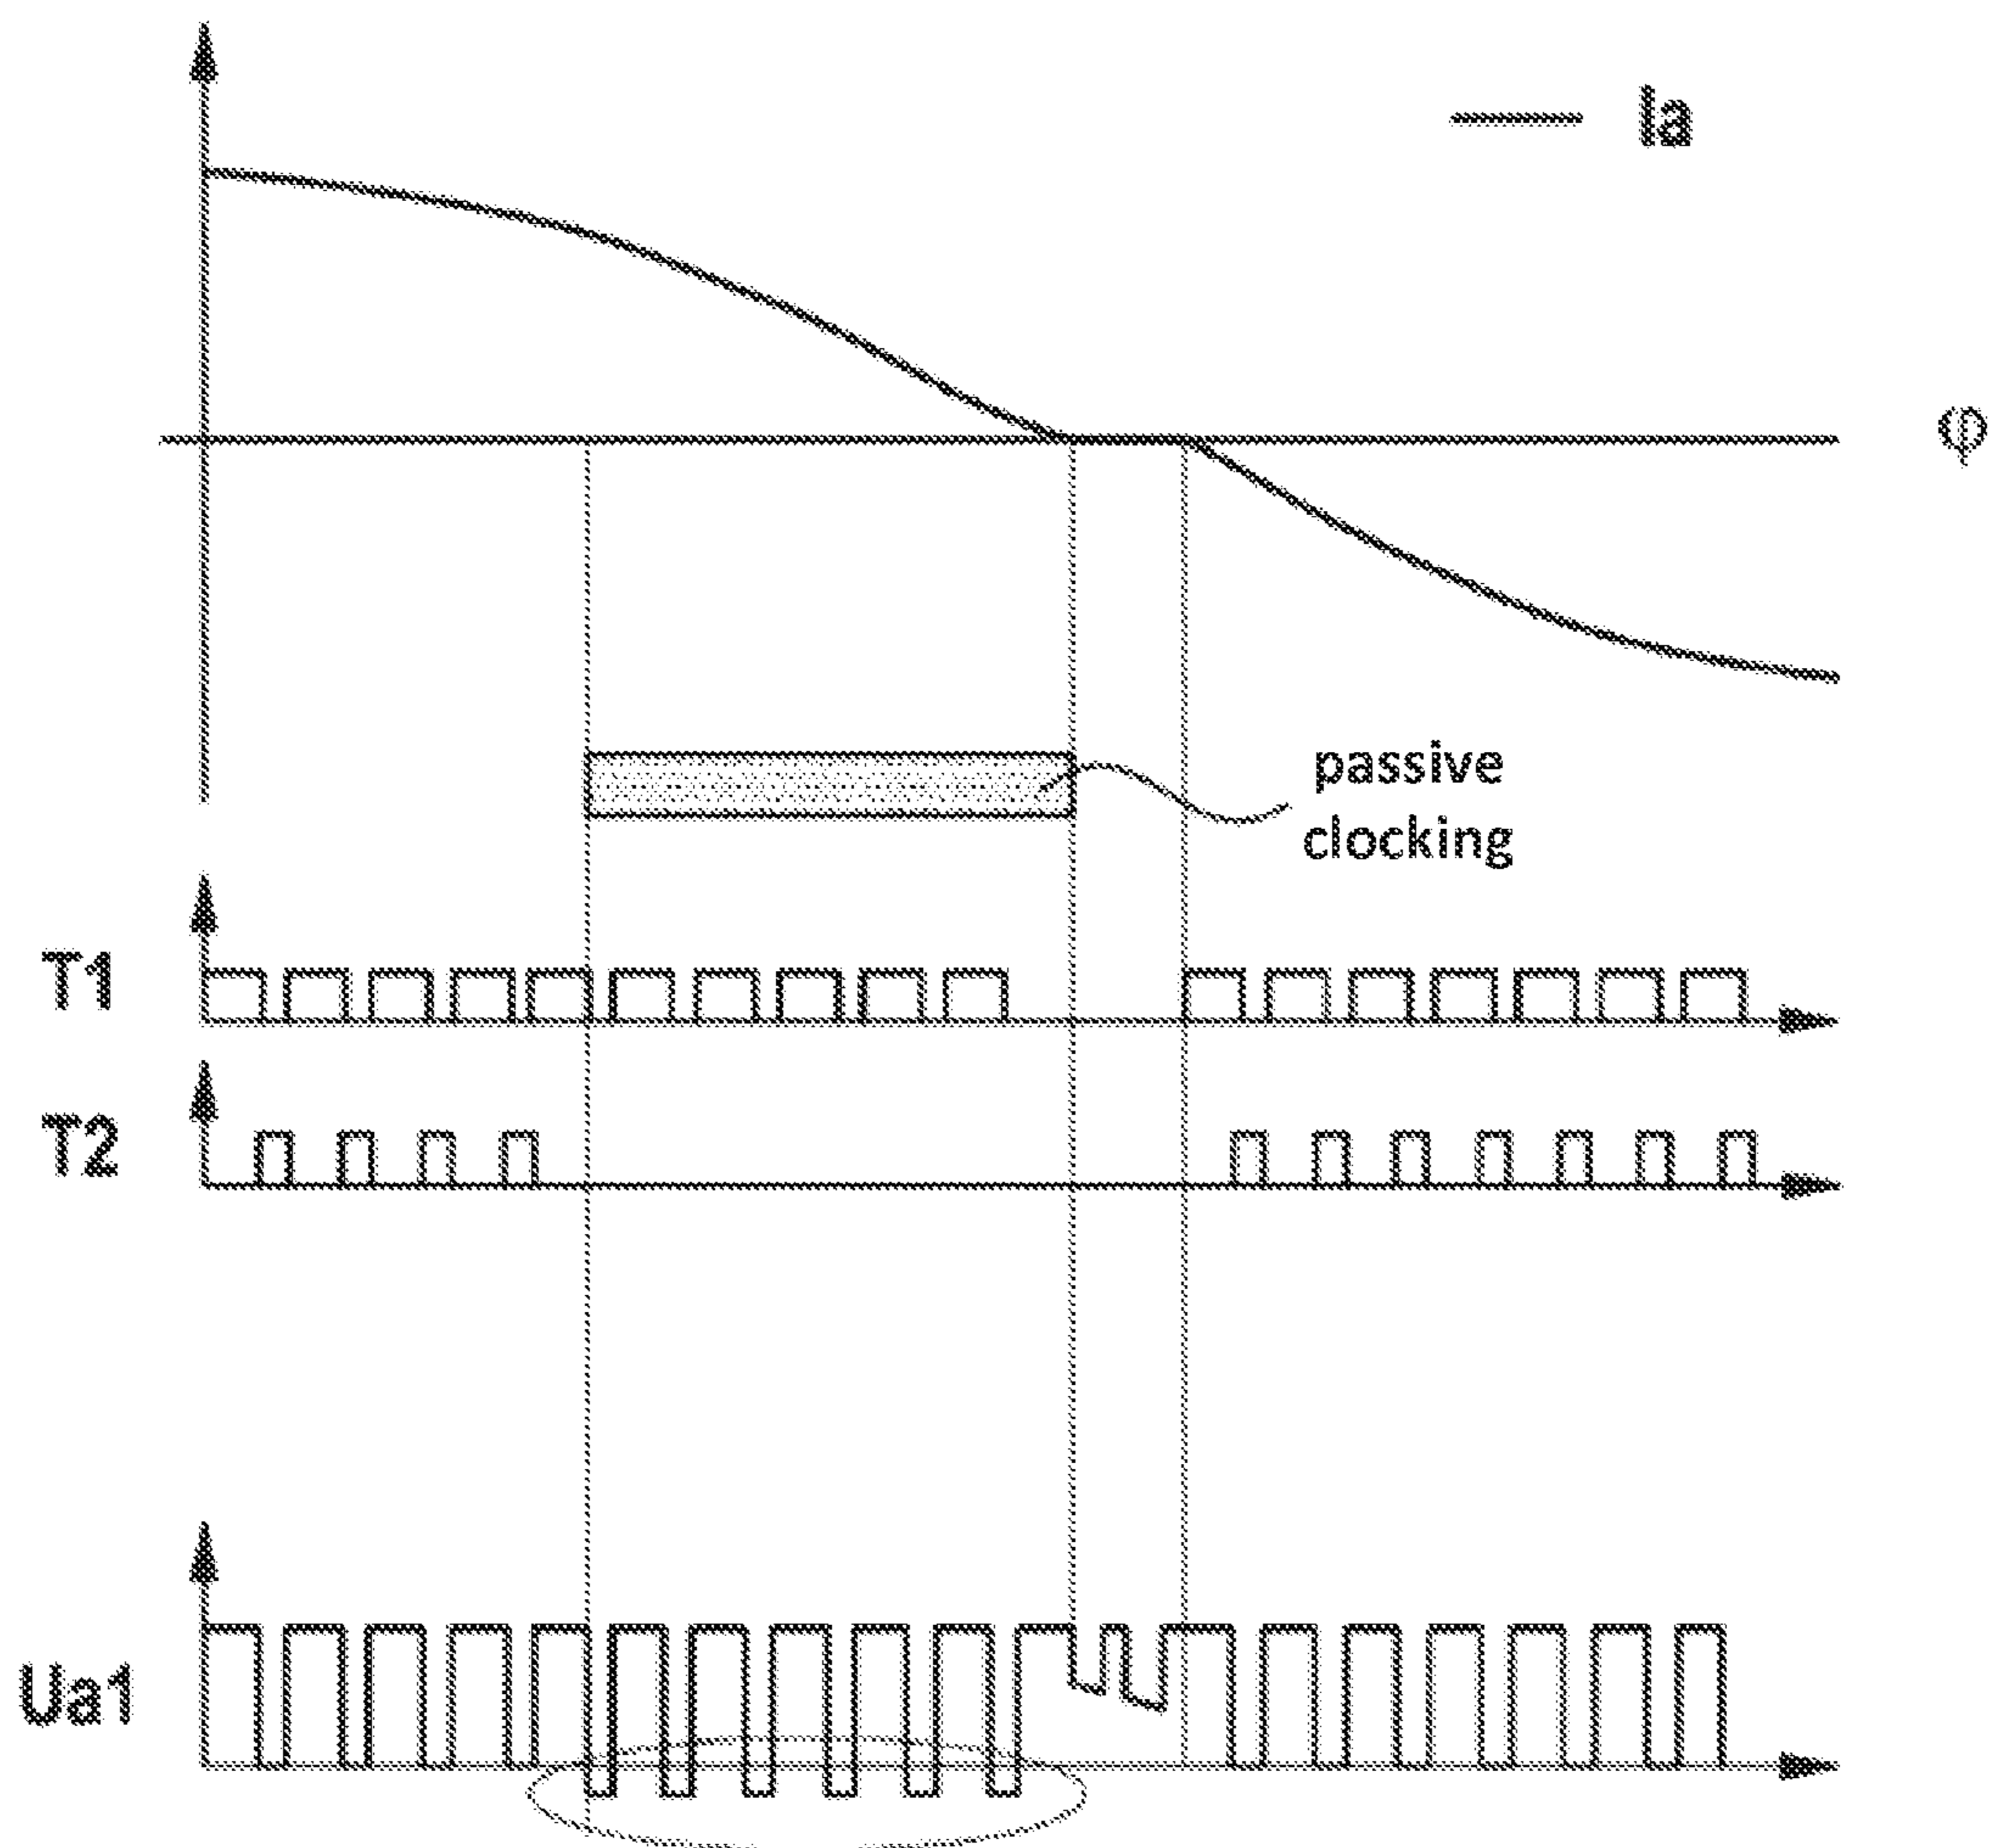 Ia
φ
passive
clocking
T1
T2
Ua1